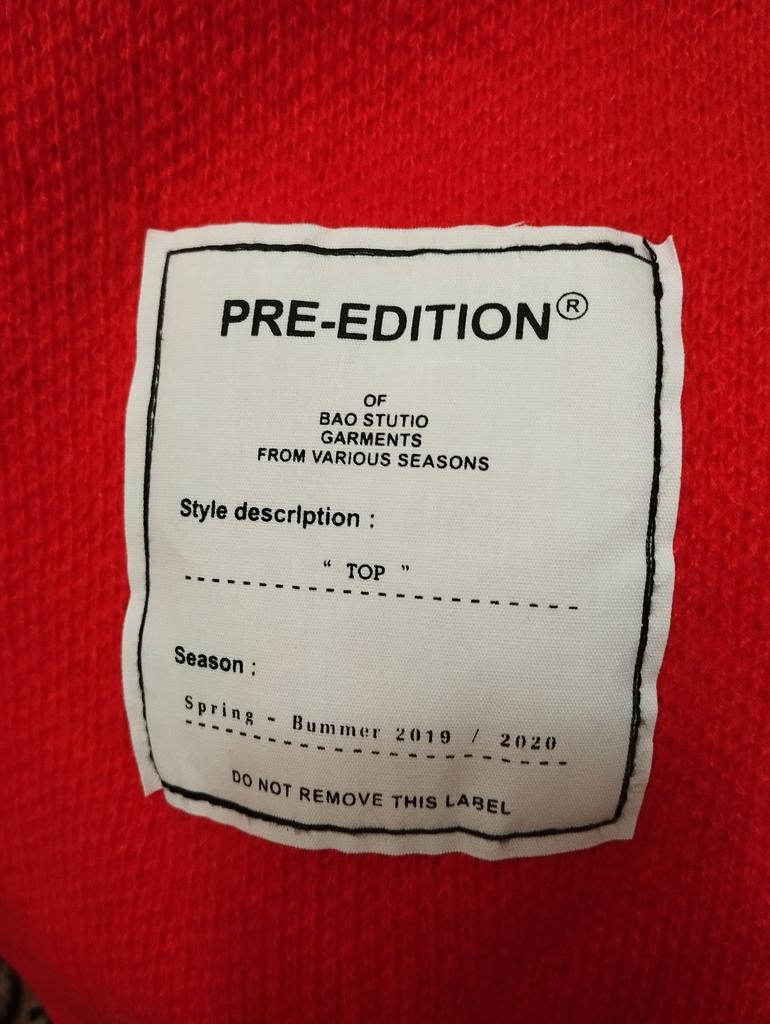 PRE-EDITION®
OF
BAO STUTIO
GARMENTS
FROM VARIOUS SEASONS
Style descrlption :
“ TOP ”
Season :
Spring - Bummer 2019 / 2020
DO NOT REMOVE THIS LABEL